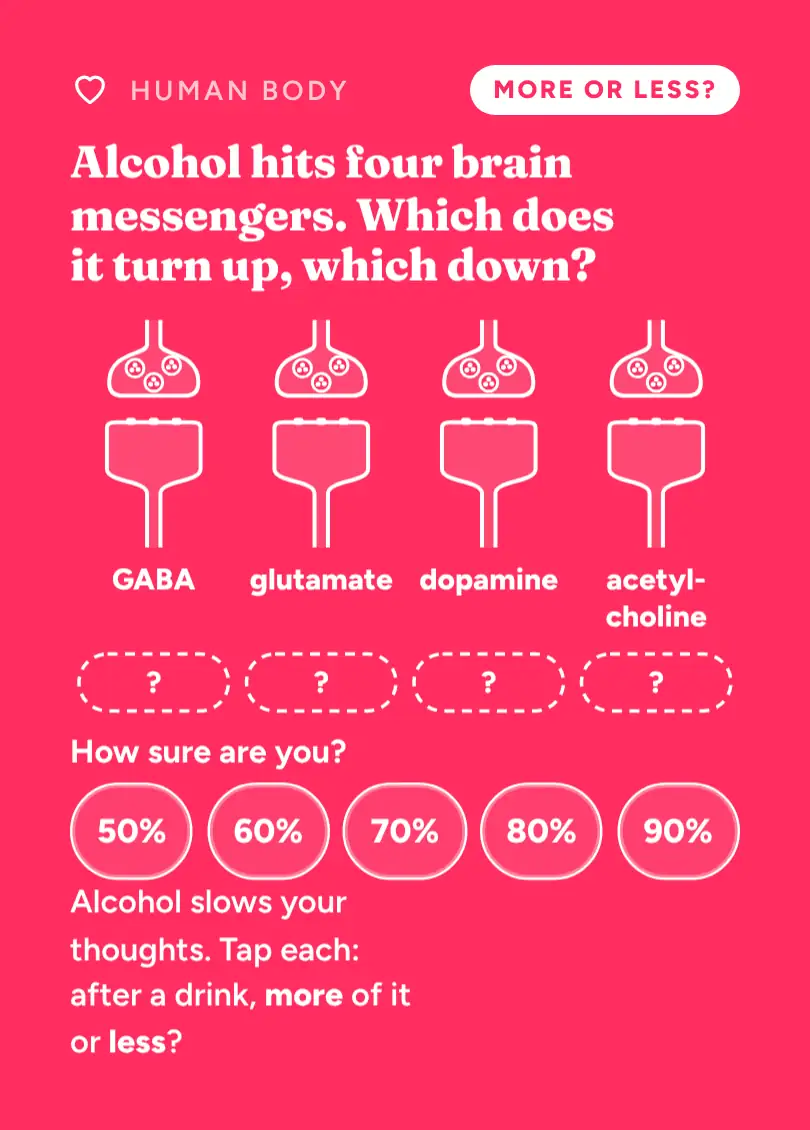 HUMAN BODY
MORE OR LESS?
Alcohol hits four brain
messengers. Which does
it turn up, which down?
GABA
glutamate
dopamine
acetyl-
choline
?
?
?
?
How sure are you?
50%
60%
70%
80%
90%
Alcohol slows your
thoughts. Tap each:
after a drink, more of it
or less?